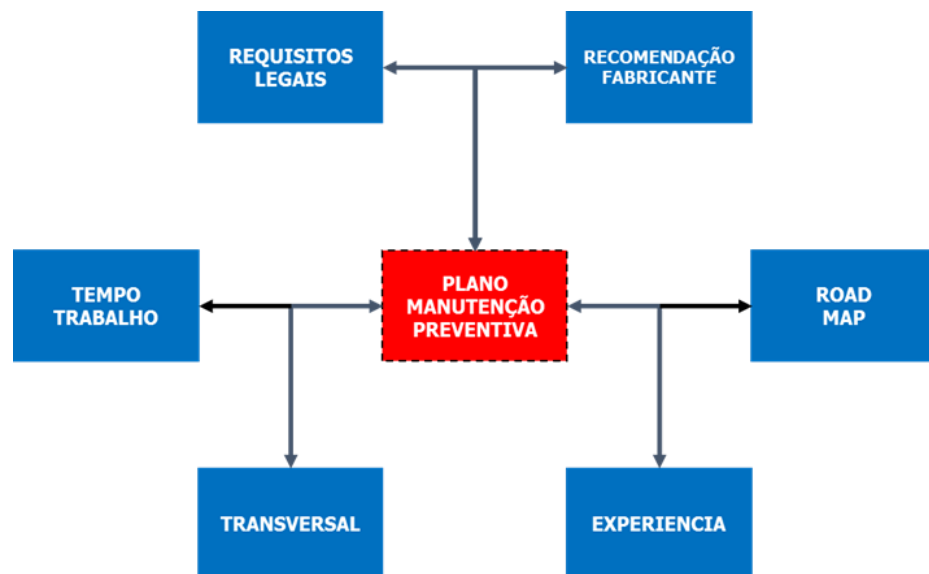 REQUISITOS
LEGAIS
RECOMENDAÇÃO
FABRICANTE
TEMPO
TRABALHO
PLANO
MANUTENÇÃO
PREVENTIVA
ROAD
MAP
TRANSVERSAL
EXPERIENCIA